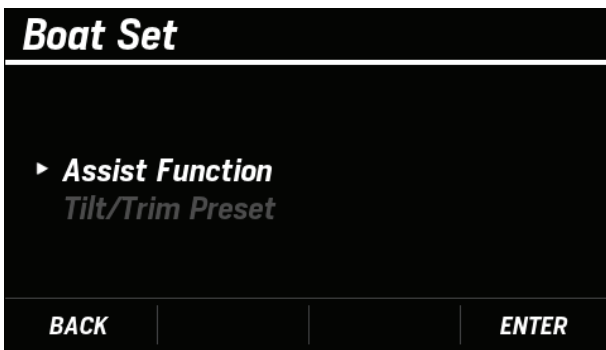 Boat Set
Assist Function
Tilt/Trim Preset
BACK
ENTER